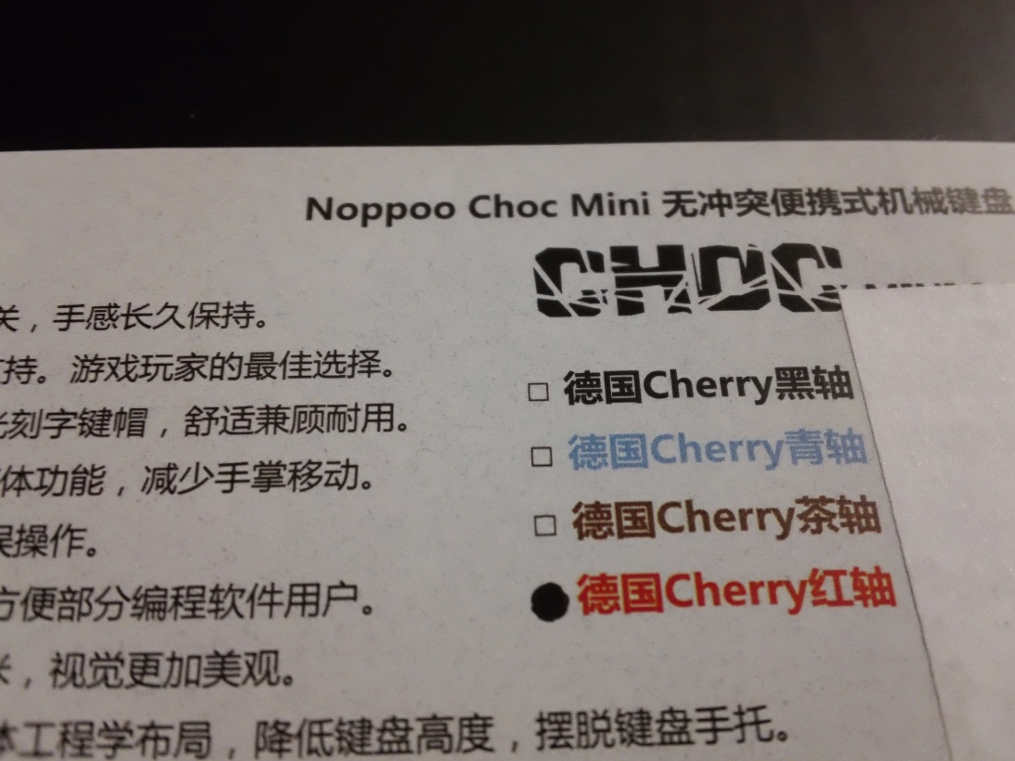 Noppoo Choc Mini 无冲突便携式机械键盘
CHOC
关，手感长久保持。
持。游戏玩家的最佳选择。
光刻字键帽，舒适兼顾耐用。
体功能，减少手掌移动。
误操作。
方便部分编程软件用户。
米，视觉更加美观。
体工程学布局，降低键盘高度，摆脱键盘手托。
□ 德国Cherry黑轴
□ 德国Cherry青轴
□ 德国Cherry茶轴
● 德国Cherry红轴